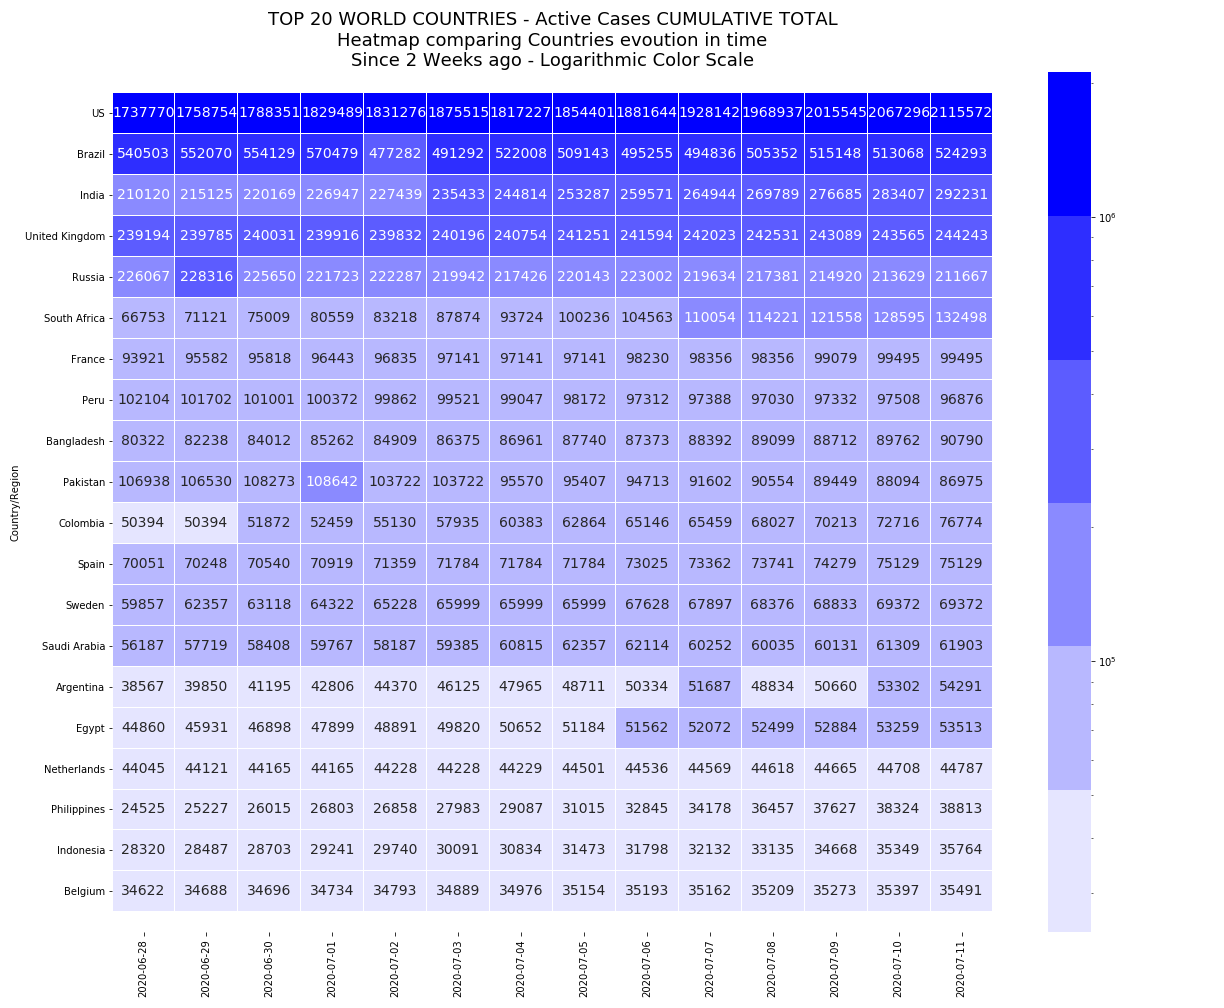 TOP 20 WORLD COUNTRIES - Active Cases CUMULATIVE TOTAL
Heatmap comparing Countries evoution in time
Since 2 Weeks ago - Logarithmic Color Scale
US 1737770 1758754 1788351 1829489 1831276 1875515 1817227 1854401 1881644 1928142 1968937 2015545 2067296 2115572
Brazil 540503 552070 554129 570479 477282 491292 522008 509143 495255 494836 505352 515148 513068 524293
India 210120 215125 220169 226947 227439 235433 244814 253287 259571 264944 269789 276685 283407 292231
United Kingdom 239194 239785 240031 239916 239832 240196 240754 241251 241594 242023 242531 243089 243565 244243
Russia 226067 228316 225650 221723 222287 219942 217426 220143 223002 219634 217381 214920 213629 211667
South Africa 66753 71121 75009 80559 83218 87874 93724 100236 104563 110054 114221 121558 128595 132498
France 93921 95582 95818 96443 96835 97141 97141 97141 98230 98356 98356 99079 99495 99495
Peru 102104 101702 101001 100372 99862 99521 99047 98172 97312 97388 97030 97332 97508 96876
Bangladesh 80322 82238 84012 85262 84909 86375 86961 87740 87373 88392 89099 88712 89762 90790
Pakistan 106938 106530 108273 108642 103722 103722 95570 95407 94713 91602 90554 89449 88094 86975
Colombia 50394 50394 51872 52459 55130 57935 60383 62864 65146 65459 68027 70213 72716 76774
Spain 70051 70248 70540 70919 71359 71784 71784 71784 73025 73362 73741 74279 75129 75129
Sweden 59857 62357 63118 64322 65228 65999 65999 65999 67628 67897 68376 68833 69372 69372
Saudi Arabia 56187 57719 58408 59767 58187 59385 60815 62357 62114 60252 60035 60131 61309 61903
Argentina 38567 39850 41195 42806 44370 46125 47965 48711 50334 51687 48834 50660 53302 54291
Egypt 44860 45931 46898 47899 48891 49820 50652 51184 51562 52072 52499 52884 53259 53513
Netherlands 44045 44121 44165 44165 44228 44228 44229 44501 44536 44569 44618 44665 44708 44787
Philippines 24525 25227 26015 26803 26858 27983 29087 31015 32845 34178 36457 37627 38324 38813
Indonesia 28320 28487 28703 29241 29740 30091 30834 31473 31798 32132 33135 34668 35349 35764
Belgium 34622 34688 34696 34734 34793 34889 34976 35154 35193 35162 35209 35273 35397 35491
2020-06-28 2020-06-29 2020-06-30 2020-07-01 2020-07-02 2020-07-03 2020-07-04 2020-07-05 2020-07-06 2020-07-07 2020-07-08 2020-07-09 2020-07-10 2020-07-11
Country/Region
10⁶
10⁵